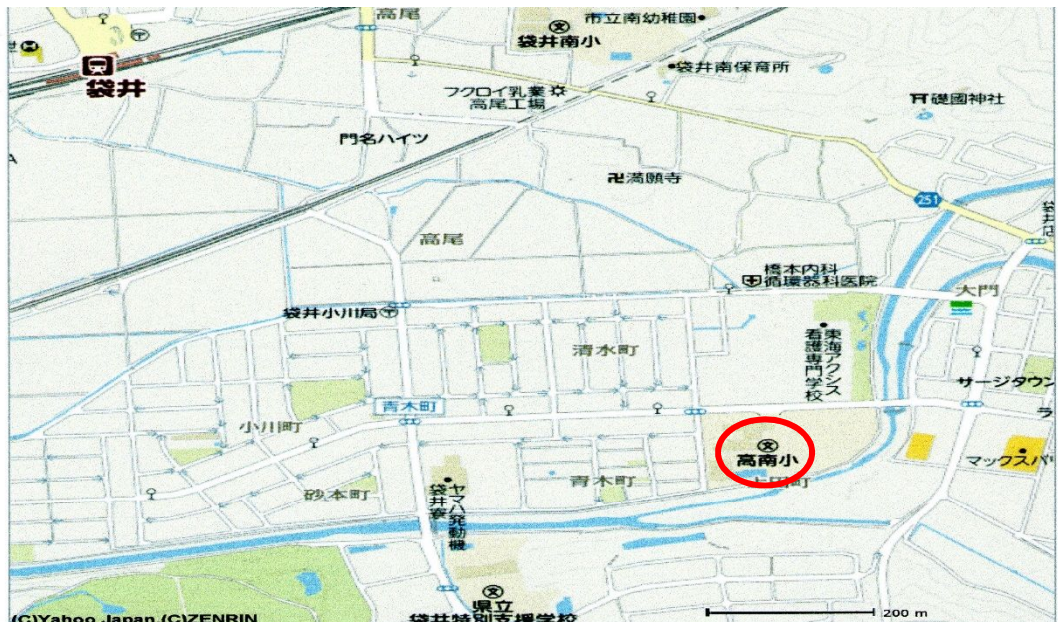 高尾
市立南幼稚園
袋井南小
袋井南保育所
袋井
フクロイ乳業
高尾工場
礒國神社
門名ハイツ
満願寺
251
高尾
橋本内科
循環器科医院
大門
袋井小川局
清水町
東海アクシス
看護専門学校
サージタウン
青木町
小川町
高南小
マックスバリ
青木町
上田町
砂本町
ヤマハ発動機
袋井寮
県立
袋井特別支援学校
200 m
(C)Yahoo Japan,(C)ZENRIN